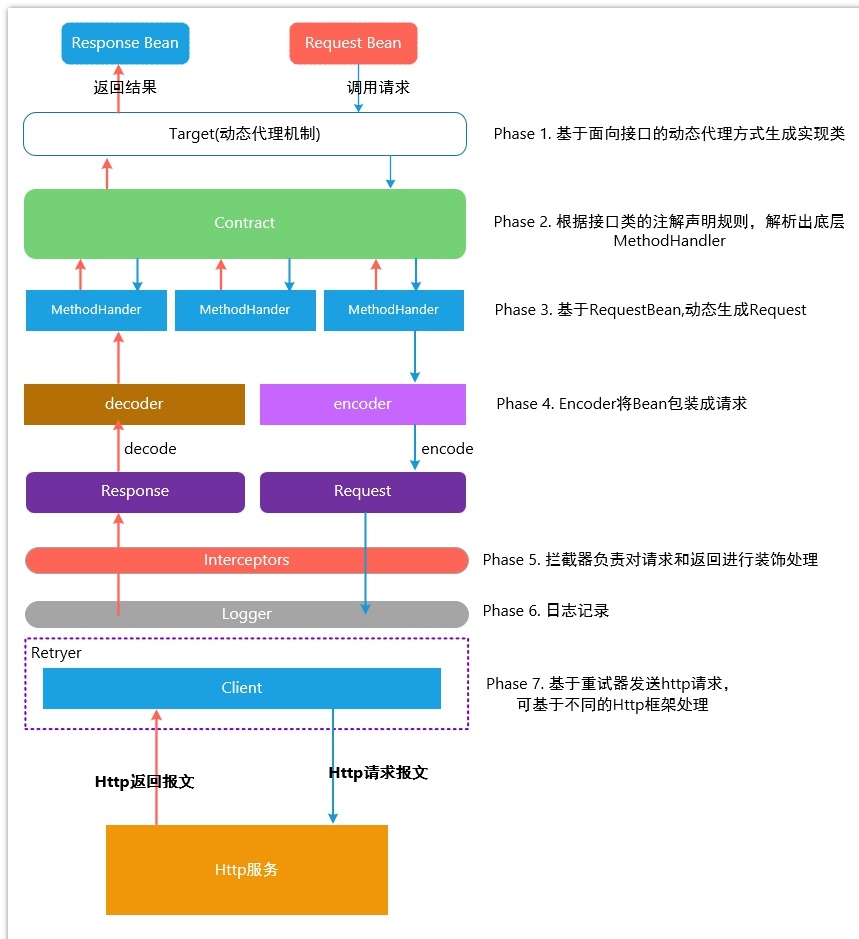 Response Bean
Request Bean
返回结果
调用请求
Target(动态代理机制)
Phase 1. 基于面向接口的动态代理方式生成实现类
Contract
Phase 2. 根据接口类的注解声明规则，解析出底层
MethodHandler
MethodHander
MethodHander
MethodHander
Phase 3. 基于RequestBean,动态生成Request
decoder
encoder
Phase 4. Encoder将Bean包装成请求
decode
encode
Response
Request
Interceptors
Phase 5. 拦截器负责对请求和返回进行装饰处理
Logger
Phase 6. 日志记录
Retryer
Client
Phase 7. 基于重试器发送http请求，
可基于不同的Http框架处理
Http返回报文
Http请求报文
Http服务